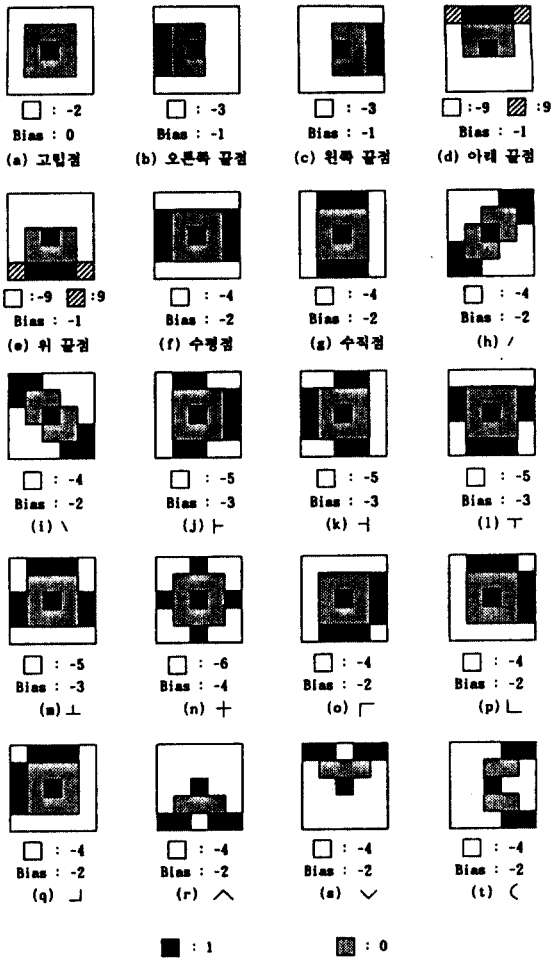 : -2 : -3 : -3 :-9 :9
Bias : 0 Bias : -1 Bias : -1 Bias : -1
(a) 고립점 (b) 오른쪽 끝점 (c) 왼쪽 끝점 (d) 아래 끝점
:-9 :9 : -4 : -4 : -4
Bias : -1 Bias : -2 Bias : -2 Bias : -2
(e) 위 끝점 (f) 수평점 (g) 수직점 (h) /
: -4 : -5 : -5 : -5
Bias : -2 Bias : -3 Bias : -3 Bias : -3
(i) \ (j) ├ (k) ┤ (l) ┬
: -5 : -6 : -4 : -4
Bias : -3 Bias : -4 Bias : -2 Bias : -2
(m) ┴ (n) ┼ (o) ┌ (p) └
: -4 : -4 : -4 : -4
Bias : -2 Bias : -2 Bias : -2 Bias : -2
(q) ┘ (r) ︿ (s) ﹀ (t) (
: 1 : 0